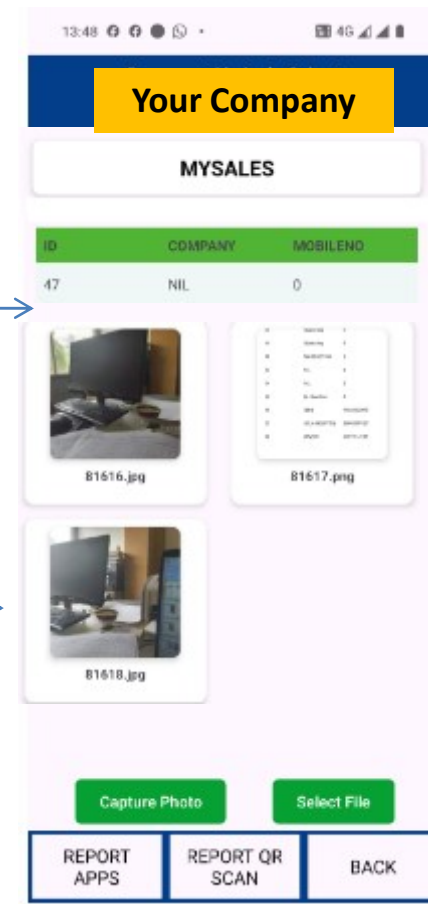 13:48
4G
Your Company
MYSALES
ID COMPANY MOBILENO
47 NIL 0
81616.jpg 81617.png
81618.jpg
Capture Photo Select File
REPORT APPS
REPORT QR SCAN
BACK